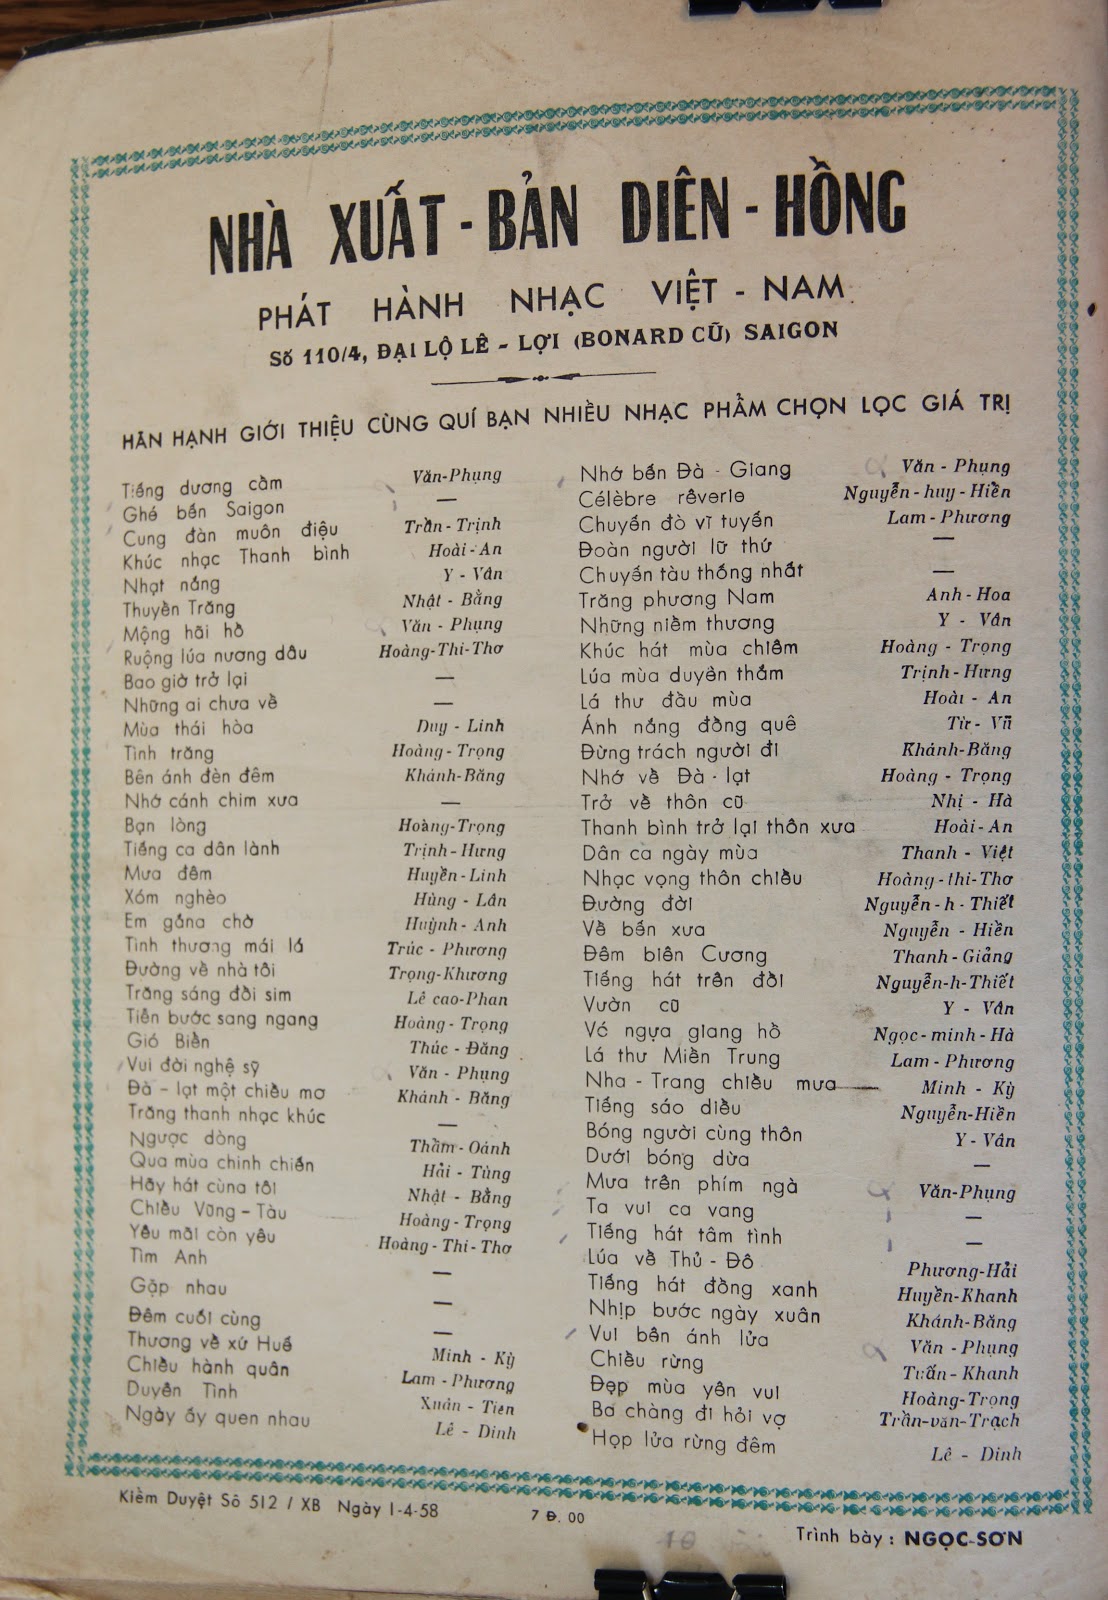 NHÀ XUẤT - BẢN DIÊN - HỒNG
PHÁT HÀNH NHẠC VIỆT - NAM
Số 110/4, ĐẠI LỘ LÊ - LỢI (BONARD CŨ) SAIGON
HÂN HẠNH GIỚI THIỆU CÙNG QUÍ BẠN NHIỀU NHẠC PHẨM CHỌN LỌC GIÁ TRỊ
Tiếng dương cầm Văn-Phụng
Ghé bến Saigon —
Cung đàn muôn điệu Trần-Trịnh
Khúc nhạc Thanh bình Hoài-An
Nhạt nắng Y - Vân
Thuyền Trăng Nhật-Bằng
Mộng hãi hồ Văn - Phụng
Ruộng lúa nương dâu Hoàng-Thi-Thơ
Bao giờ trở lại —
Những ai chưa về —
Mùa thái hòa Duy - Linh
Tình trăng Hoàng-Trọng
Bên ánh đèn đêm Khánh-Băng
Nhớ cánh chim xưa —
Bạn lòng Hoàng-Trọng
Tiếng ca dân lành Trịnh-Hưng
Mưa đêm Huyền-Linh
Xóm nghèo Hùng - Lân
Em gắng chờ Huỳnh-Anh
Tình thương mái lá Trúc - Phương
Đường về nhà tôi Trọng-Khương
Trăng sáng đồi sim Lê cao-Phan
Tiến bước sang ngang Hoàng - Trọng
Gió Biển Thúc - Đăng
Vui đời nghệ sỹ Văn - Phụng
Đà - lạt một chiều mơ Khánh - Băng
Trăng thanh nhạc khúc —
Ngược dòng Thẩm-Oánh
Qua mùa chinh chiến Hải - Tùng
Hãy hát cùng tôi Nhật - Bằng
Chiều Vũng - Tàu Hoàng - Trọng
Yêu mãi còn yêu Hoàng - Thi - Thơ
Tìm Anh —
Gặp nhau —
Đêm cuối cùng —
Thương về xứ Huế Minh - Kỳ
Chiều hành quân Lam-Phương
Duyên Tình Xuân - Tiên
Ngày ấy quen nhau Lê - Dinh
Nhớ bến Đà - Giang Văn - Phụng
Célèbre rêverie Nguyễn - huy - Hiền
Chuyến đò vĩ tuyến Lam - Phương
Đoàn người lữ thứ —
Chuyến tàu thống nhất —
Trăng phương Nam Anh - Hoa
Những niềm thương Y - Vân
Khúc hát mùa chiêm Hoàng - Trọng
Lúa mùa duyên thắm Trịnh - Hưng
Lá thư đầu mùa Hoài - An
Ánh nắng đồng quê Từ - Vũ
Đừng trách người đi Khánh-Băng
Nhớ về Đà - lạt Hoàng - Trọng
Trở về thôn cũ Nhị - Hà
Thanh bình trở lại thôn xưa Hoài-An
Dân ca ngày mùa Thanh - Việt
Nhạc vọng thôn chiều Hoàng-thi-Thơ
Đường đời Nguyễn - h - Thiết
Về bến xưa Nguyễn - Hiền
Đêm biên Cương Thanh-Giảng
Tiếng hát trên đồi Nguyễn-h-Thiết
Vườn cũ Y - Vân
Vó ngựa giang hồ Ngọc-minh-Hà
Lá thư Miền Trung Lam - Phương
Nha - Trang chiều mưa Minh - Kỳ
Tiếng sáo diều Nguyễn-Hiền
Bóng người cùng thôn Y - Vân
Dưới bóng dừa —
Mưa trên phím ngà Văn-Phụng
Ta vui ca vang —
Tiếng hát tâm tình —
Lúa về Thủ - Đô Phương-Hải
Tiếng hát đồng xanh Huyền-Khanh
Nhịp bước ngày xuân Khánh-Băng
Vui bên ánh lửa Văn - Phụng
Chiều rừng Tuấn - Khanh
Đẹp mùa yên vui Hoàng-Trọng
Ba chàng đi hỏi vợ Trần-văn-Trạch
Họp lửa rừng đêm Lê - Dinh
Kiểm Duyệt Số 512 / XB Ngày 1-4-58
7 Đ. 00
10
Trình bày : NGỌC-SƠN